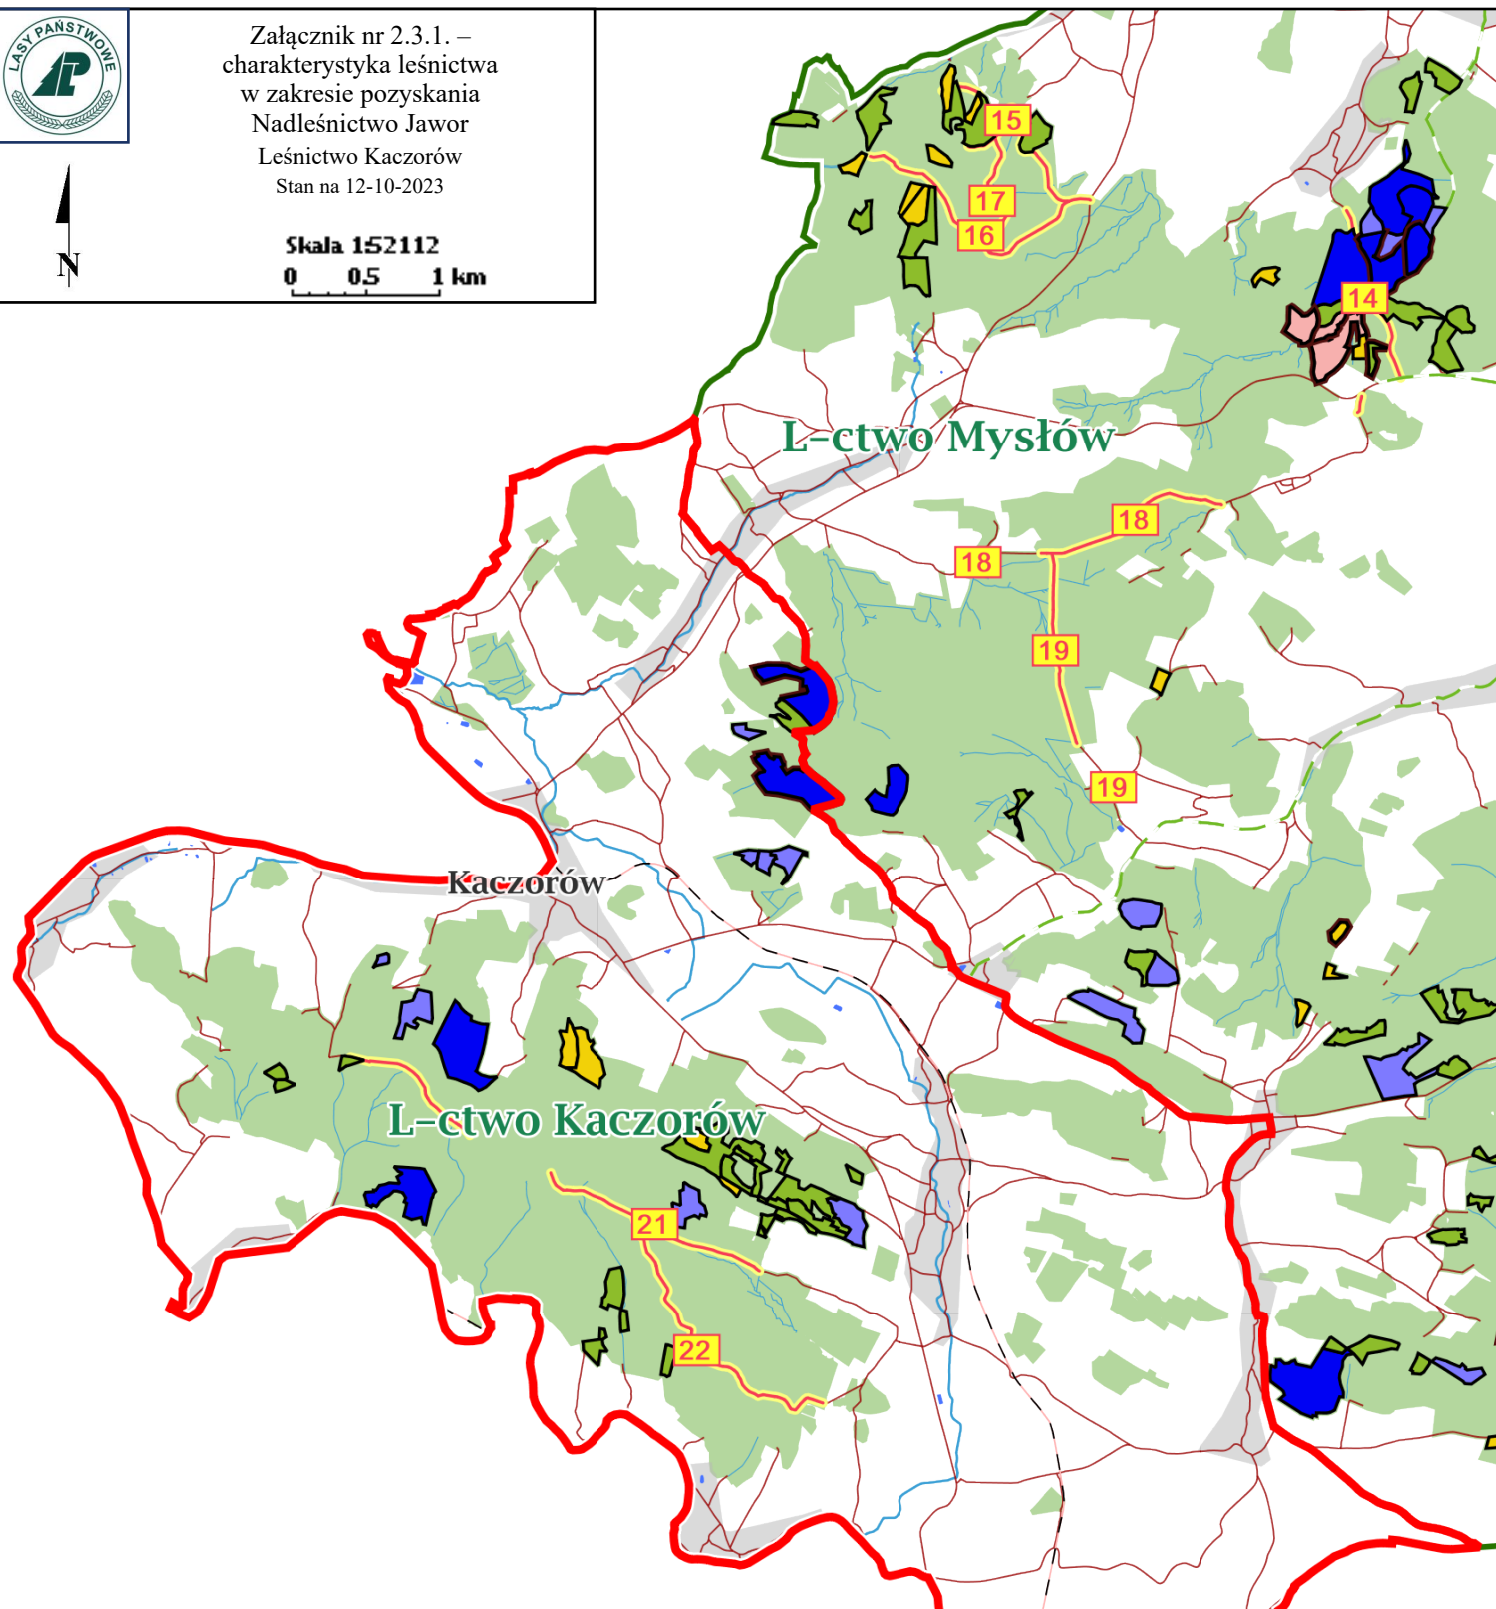 LASY PAŃSTWOWE
LP
Załącznik nr 2.3.1. –
charakterystyka leśnictwa
w zakresie pozyskania
Nadleśnictwo Jawor
Leśnictwo Kaczorów
Stan na 12-10-2023
N
Skala 1:52112
0 0.5 1 km
15
17
16
14
L-ctwo Mysłów
18
18
19
19
Kaczorów
L-ctwo Kaczorów
21
22